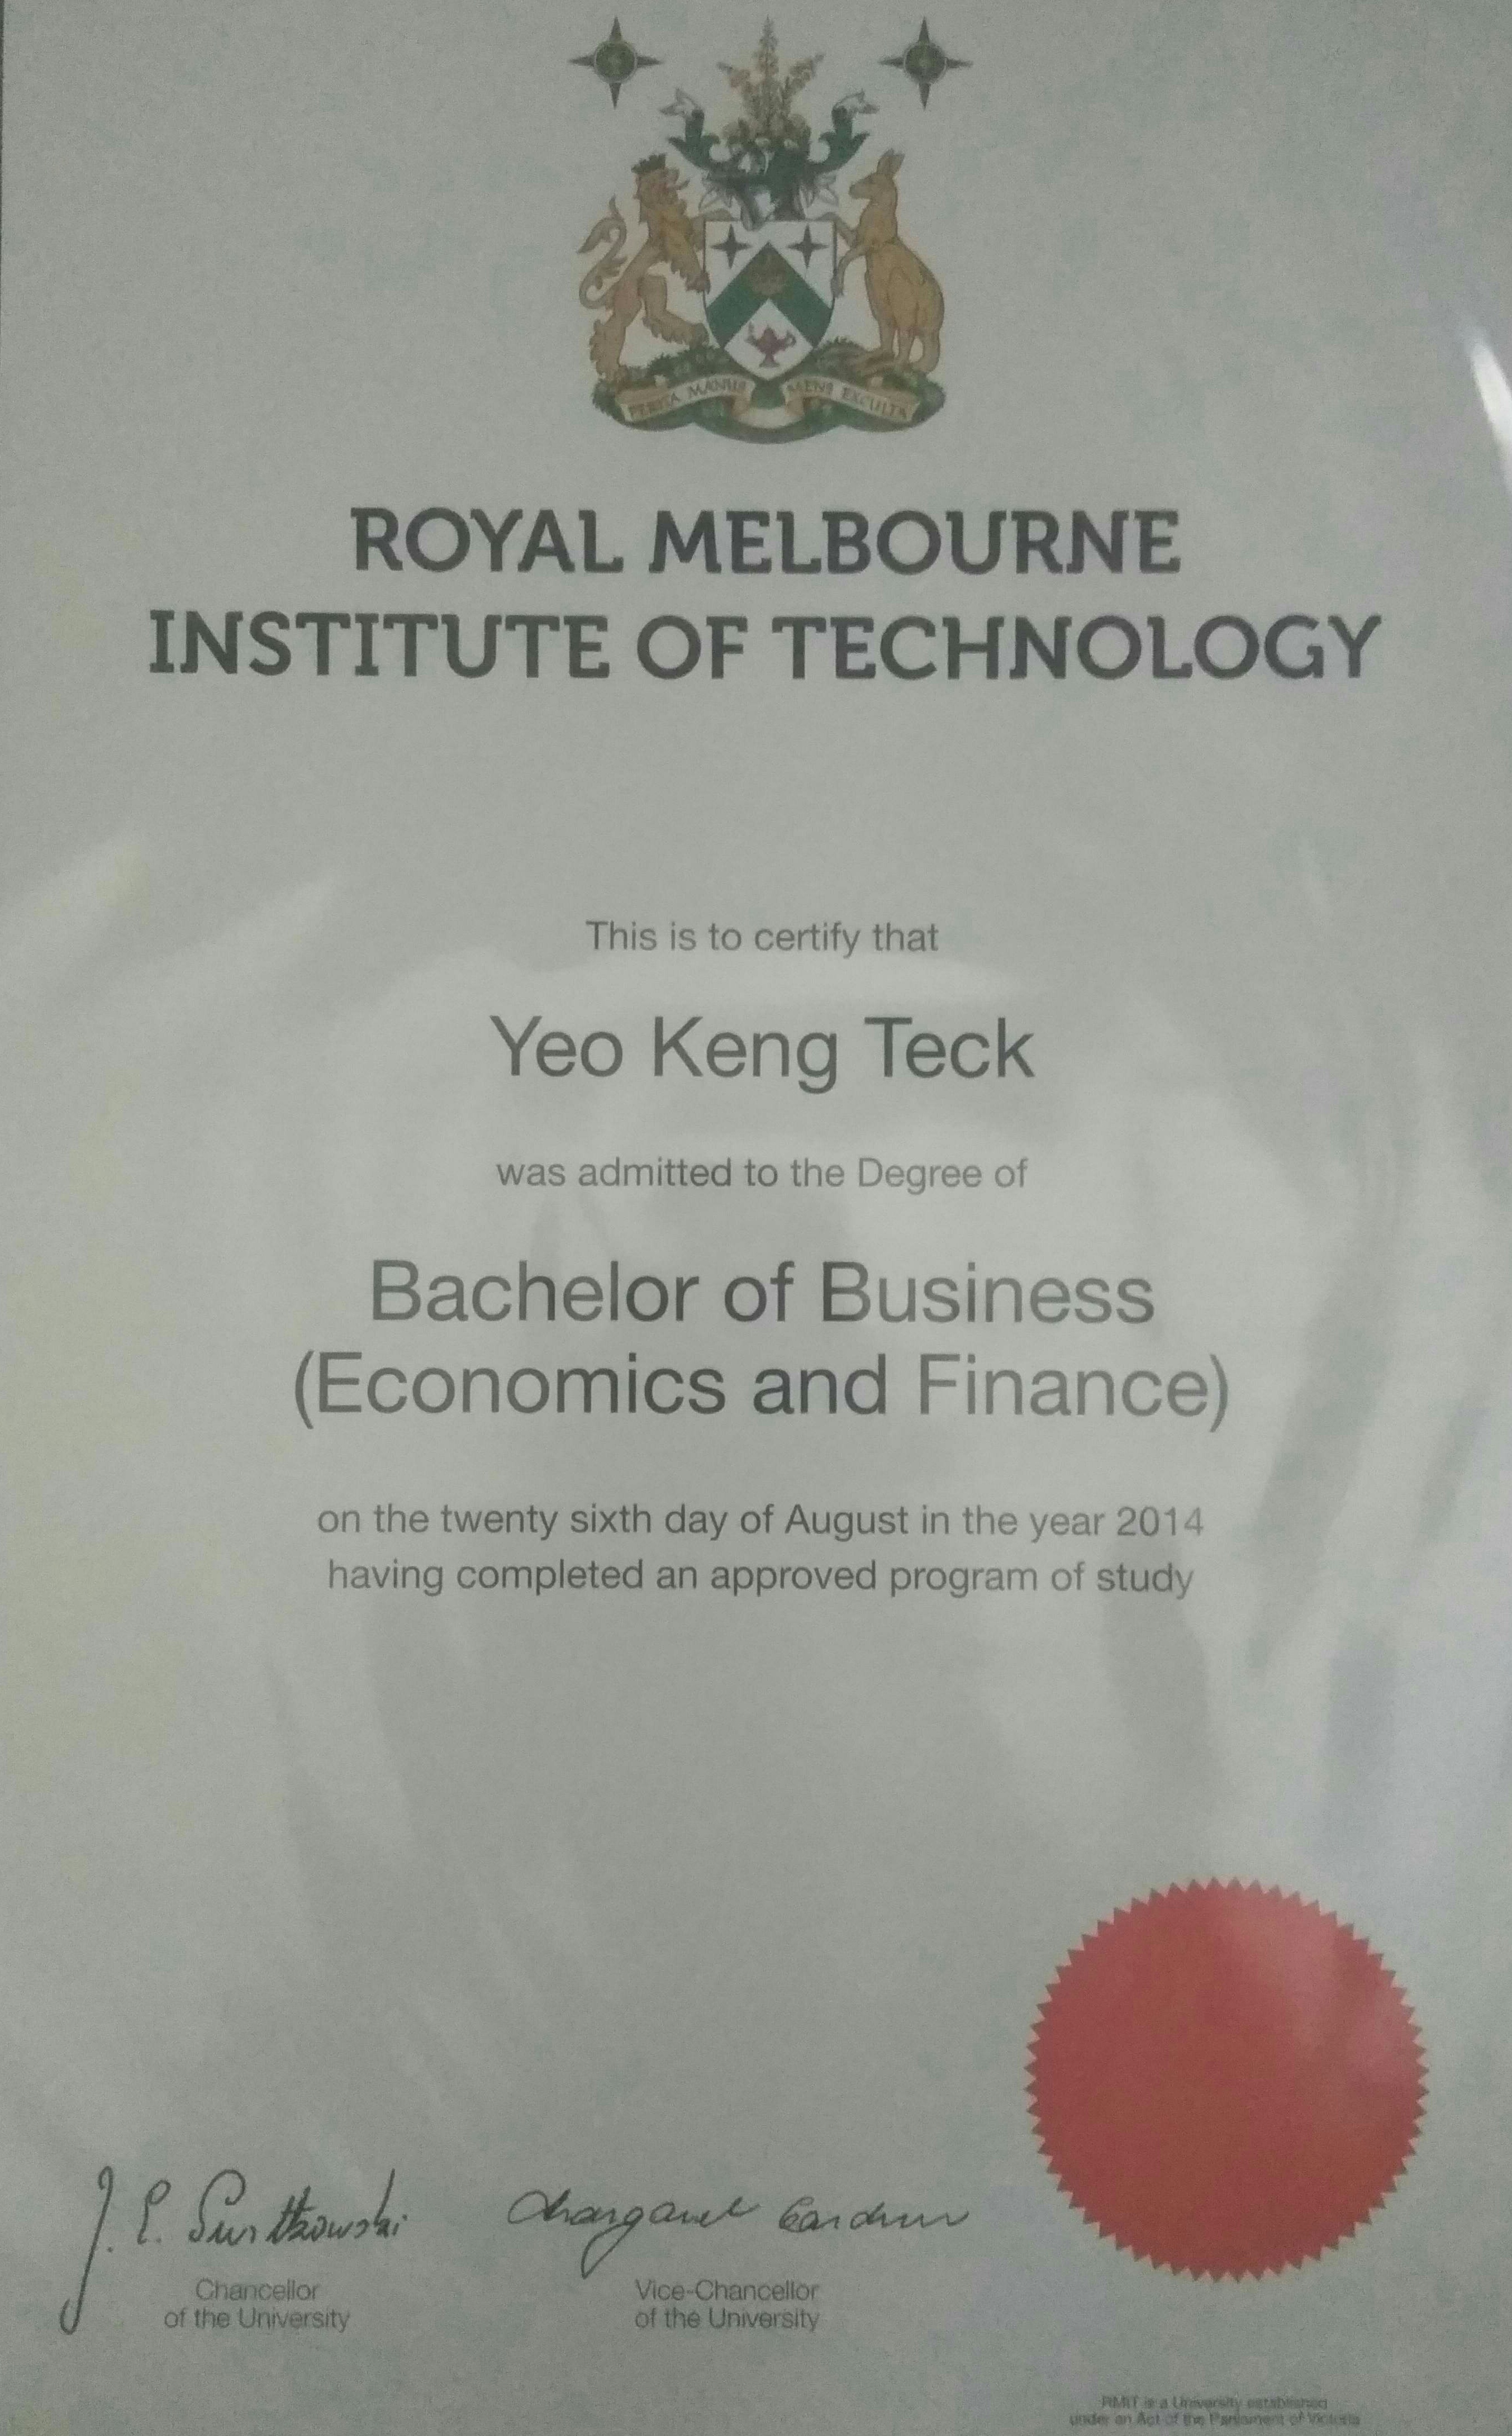 PERITA MANUS MENS EXCULTA
ROYAL MELBOURNE
INSTITUTE OF TECHNOLOGY
This is to certify that
Yeo Keng Teck
was admitted to the Degree of
Bachelor of Business
(Economics and Finance)
on the twenty sixth day of August in the year 2014
having completed an approved program of study
Margaret Gardner
Chancellor
of the University
Vice-Chancellor
of the University
RMIT is a University established
under an Act of the Parliament of Victoria